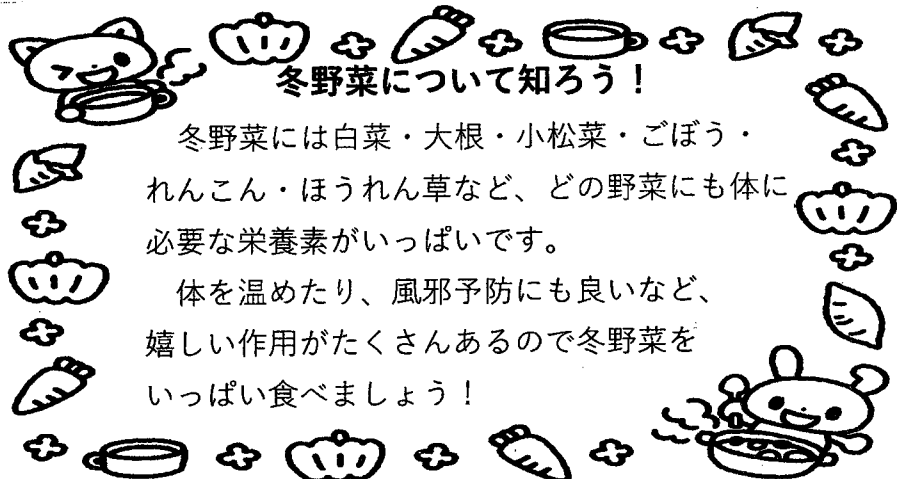 冬野菜について知ろう！
冬野菜には白菜・大根・小松菜・ごぼう・
れんこん・ほうれん草など、どの野菜にも体に
必要な栄養素がいっぱいです。
体を温めたり、風邪予防にも良いなど、
嬉しい作用がたくさんあるので冬野菜を
いっぱい食べましょう！